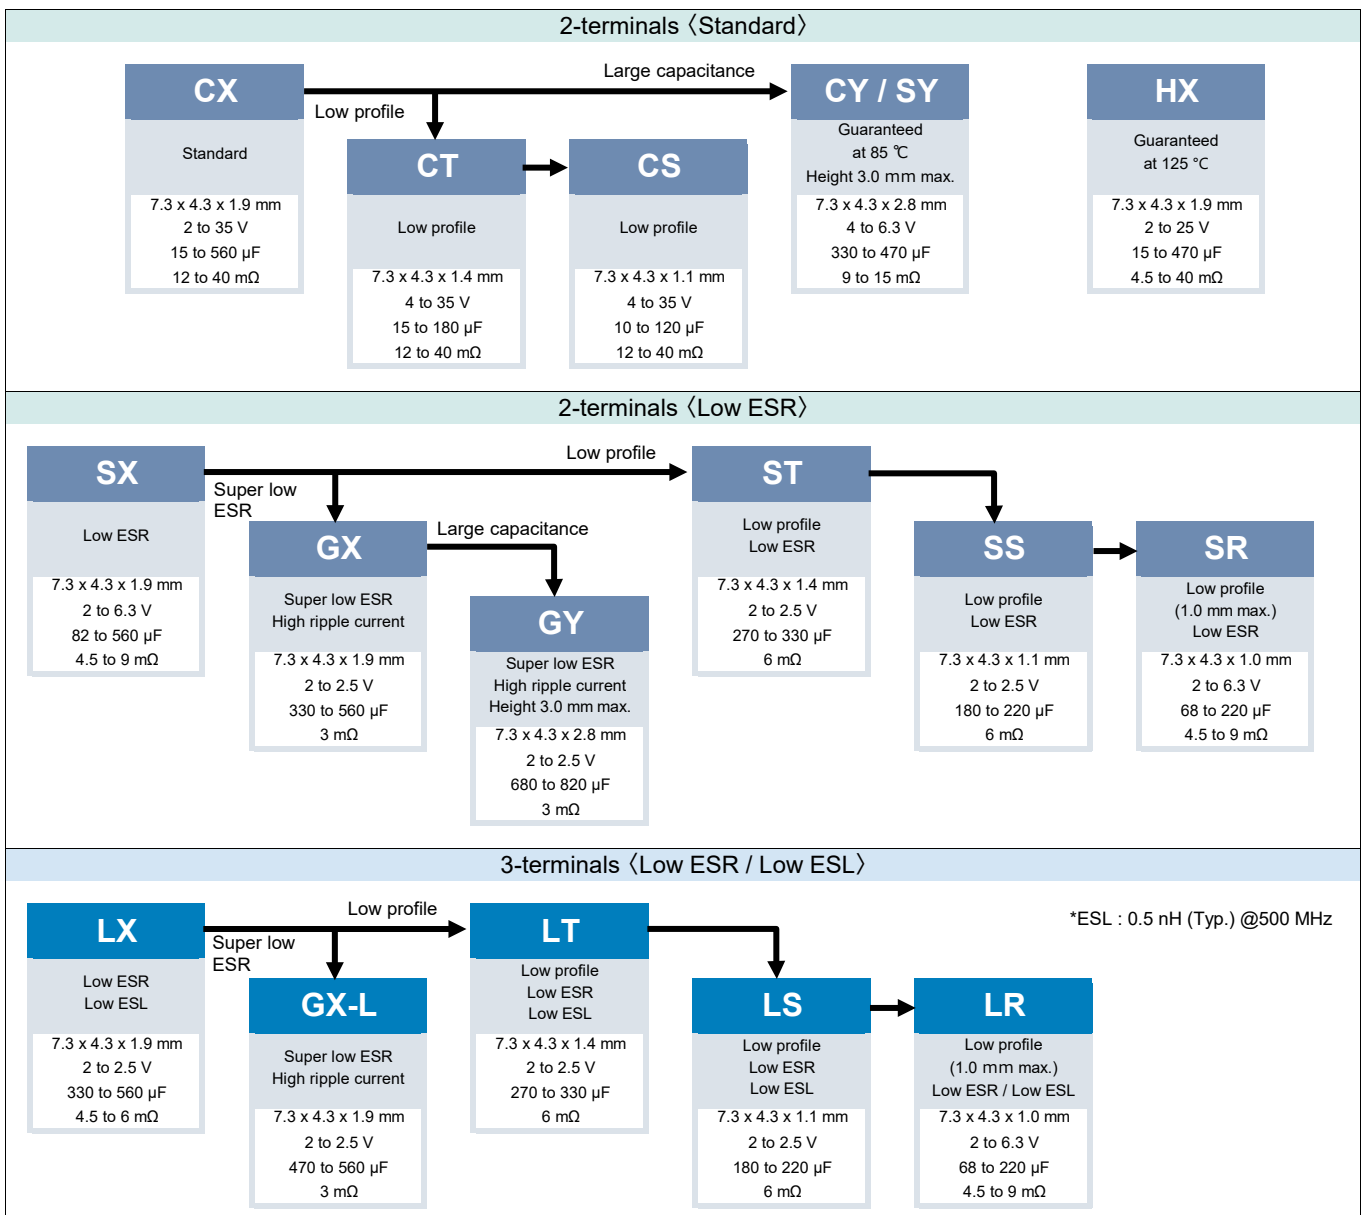 2-terminals〈Standard〉
Large capacitance
Low profile
CX
Standard
7.3 x 4.3 x 1.9 mm
2 to 35 V
15 to 560 µF
12 to 40 mΩ
CT
Low profile
7.3 x 4.3 x 1.4 mm
4 to 35 V
15 to 180 µF
12 to 40 mΩ
CS
Low profile
7.3 x 4.3 x 1.1 mm
4 to 35 V
10 to 120 µF
12 to 40 mΩ
CY / SY
Guaranteed
at 85 ℃
Height 3.0 mm max.
7.3 x 4.3 x 2.8 mm
4 to 6.3 V
330 to 470 µF
9 to 15 mΩ
HX
Guaranteed
at 125 °C
7.3 x 4.3 x 1.9 mm
2 to 25 V
15 to 470 µF
4.5 to 40 mΩ
2-terminals〈Low ESR〉
Low profile
Super low
ESR
Large capacitance
SX
Low ESR
7.3 x 4.3 x 1.9 mm
2 to 6.3 V
82 to 560 µF
4.5 to 9 mΩ
GX
Super low ESR
High ripple current
7.3 x 4.3 x 1.9 mm
2 to 2.5 V
330 to 560 µF
3 mΩ
GY
Super low ESR
High ripple current
Height 3.0 mm max.
7.3 x 4.3 x 2.8 mm
2 to 2.5 V
680 to 820 µF
3 mΩ
ST
Low profile
Low ESR
7.3 x 4.3 x 1.4 mm
2 to 2.5 V
270 to 330 µF
6 mΩ
SS
Low profile
Low ESR
7.3 x 4.3 x 1.1 mm
2 to 2.5 V
180 to 220 µF
6 mΩ
SR
Low profile
(1.0 mm max.)
Low ESR
7.3 x 4.3 x 1.0 mm
2 to 6.3 V
68 to 220 µF
4.5 to 9 mΩ
3-terminals〈Low ESR / Low ESL〉
*ESL : 0.5 nH (Typ.) @500 MHz
Low profile
Super low
ESR
LX
Low ESR
Low ESL
7.3 x 4.3 x 1.9 mm
2 to 2.5 V
330 to 560 µF
4.5 to 6 mΩ
GX-L
Super low ESR
High ripple current
7.3 x 4.3 x 1.9 mm
2 to 2.5 V
470 to 560 µF
3 mΩ
LT
Low profile
Low ESR
Low ESL
7.3 x 4.3 x 1.4 mm
2 to 2.5 V
270 to 330 µF
6 mΩ
LS
Low profile
Low ESR
Low ESL
7.3 x 4.3 x 1.1 mm
2 to 2.5 V
180 to 220 µF
6 mΩ
LR
Low profile
(1.0 mm max.)
Low ESR / Low ESL
7.3 x 4.3 x 1.0 mm
2 to 6.3 V
68 to 220 µF
4.5 to 9 mΩ